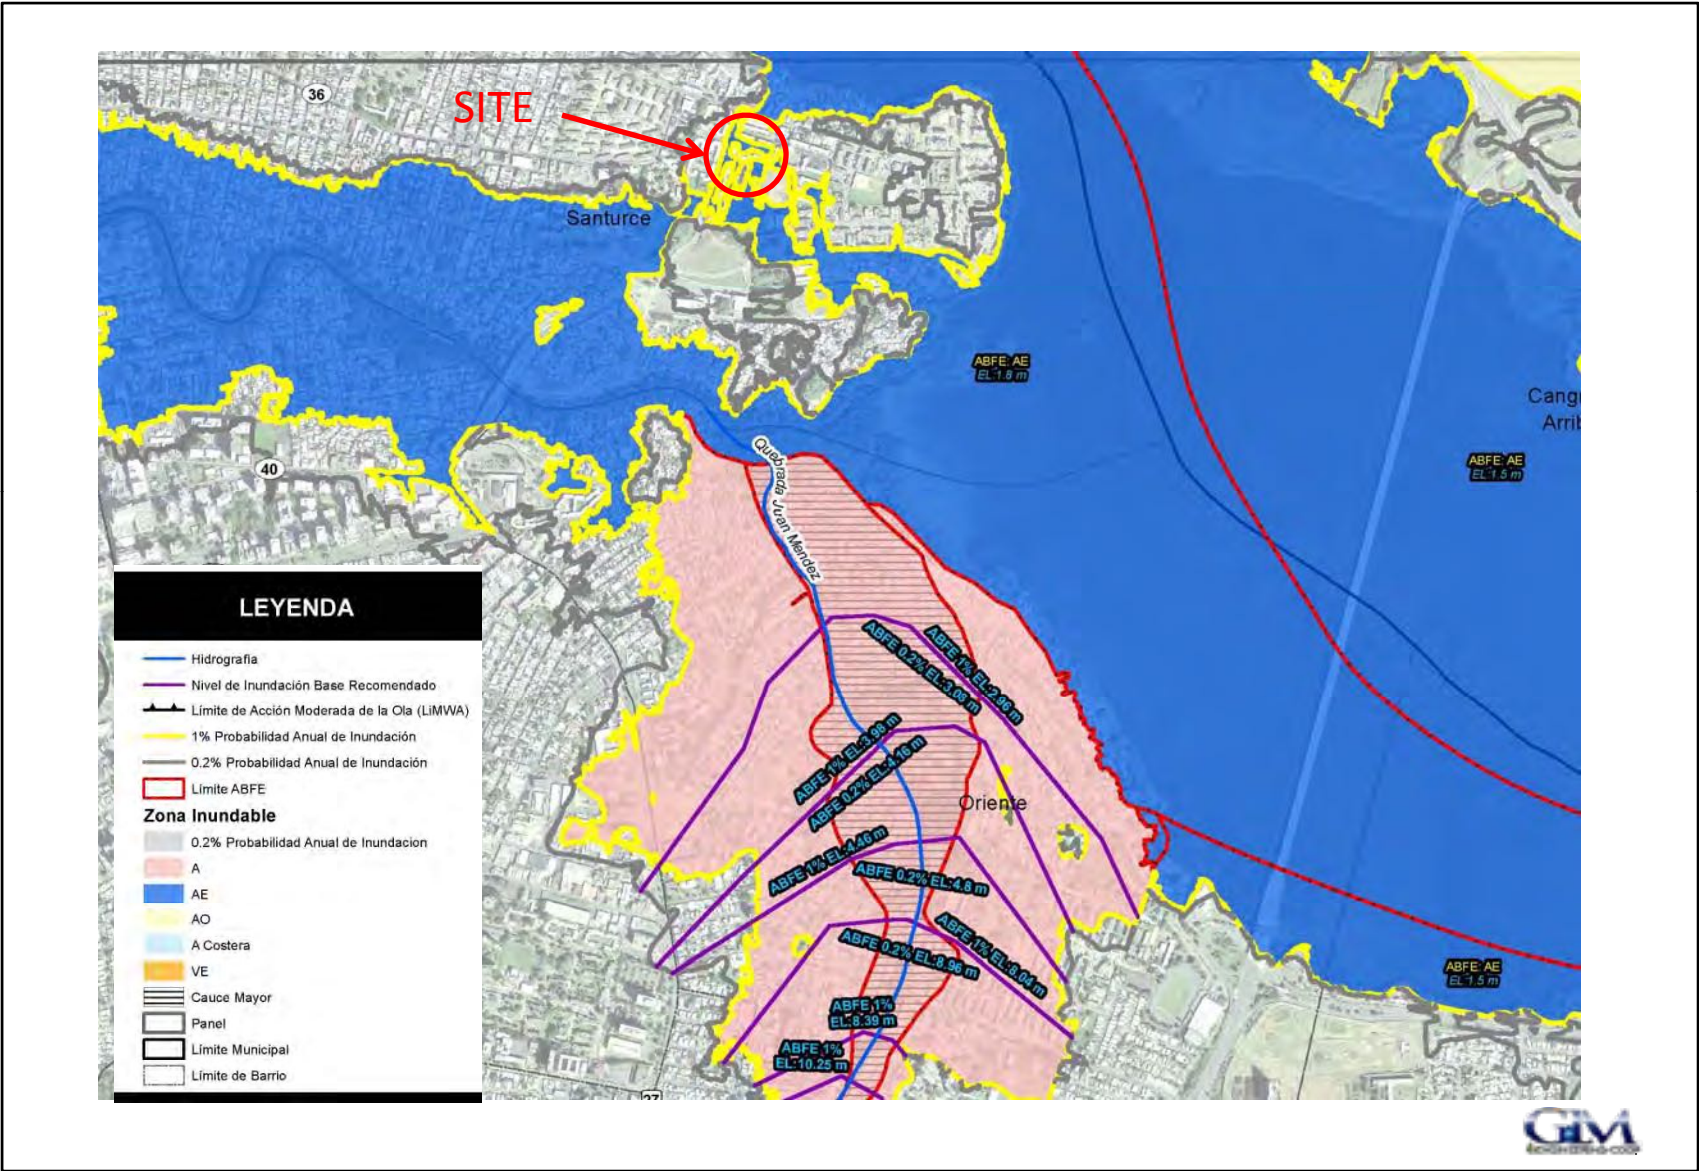 36
SITE
Santurce
ABFE: AE
EL:1.8 m
Cang
Arrib
ABFE: AE
EL:1.5 m
40
Quebrada Juan Mendez
ABFE 1% EL:2.96 m
ABFE 0.2% EL:3.08 m
ABFE 1% EL:3.98 m
ABFE 0.2% EL:4.16 m
Oriente
ABFE 1% EL:4.46 m
ABFE 0.2% EL:4.8 m
ABFE 1% EL:8.04 m
ABFE 0.2% EL:8.96 m
ABFE: AE
EL:1.5 m
ABFE 1%
EL:8.39 m
ABFE 1%
EL:10.25 m
27
LEYENDA
Hidrografía
Nivel de Inundación Base Recomendado
Límite de Acción Moderada de la Ola (LiMWA)
1% Probabilidad Anual de Inundación
0.2% Probabilidad Anual de Inundación
Límite ABFE
Zona Inundable
0.2% Probabilidad Anual de Inundacion
A
AE
AO
A Costera
VE
Cauce Mayor
Panel
Límite Municipal
Límite de Barrio
GIM
ENGINEERING COOP